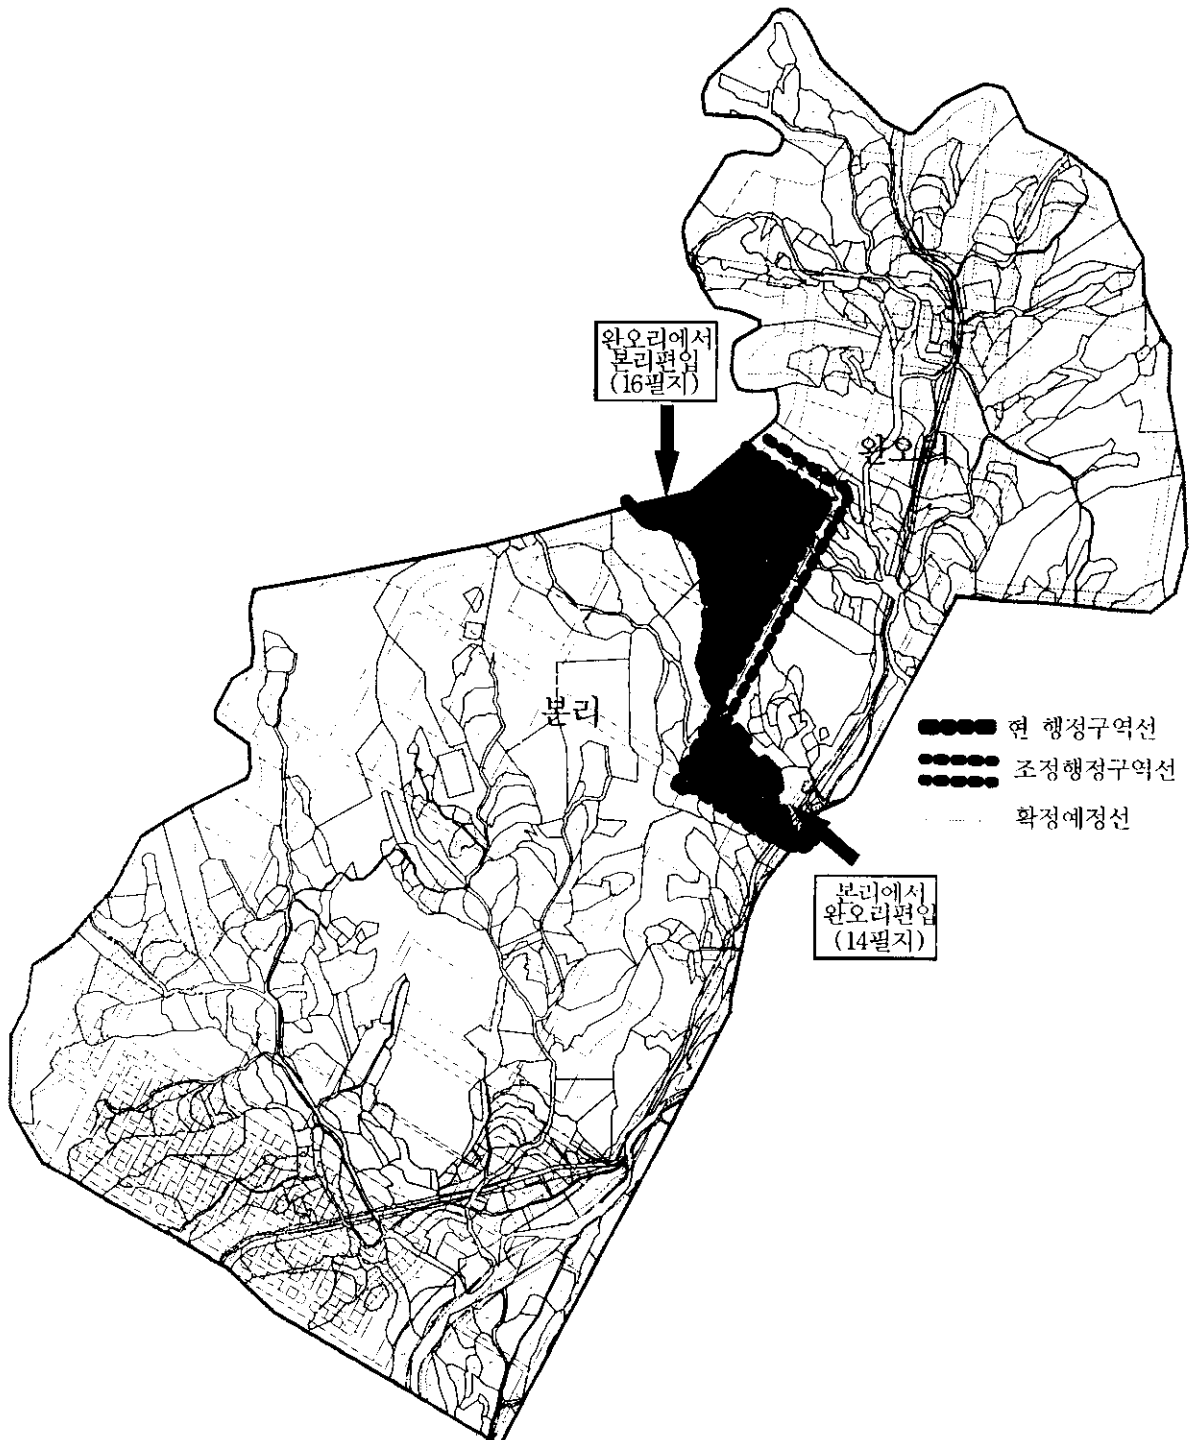 완오리에서
본리편입
(16필지)
완오리
본리
현 행정구역선
조정행정구역선
확정예정선
본리에서
완오리편입
(14필지)